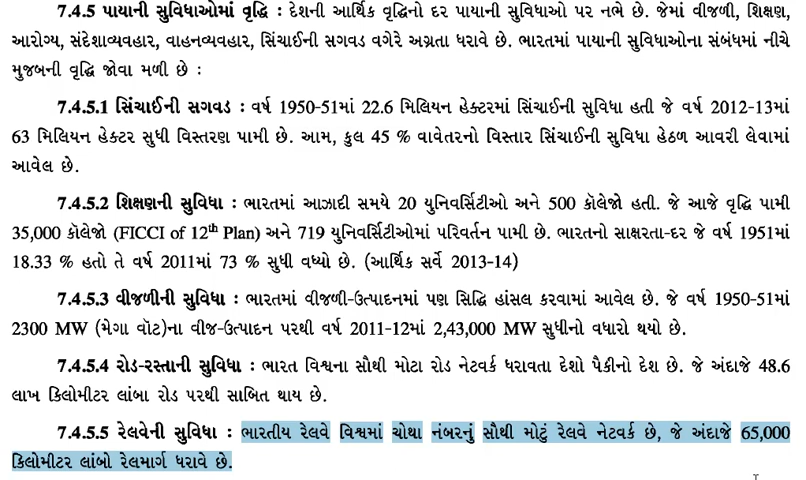 7.4.5 પાયાની સુવિધાઓમાં વૃદ્ધિ : દેશની આર્થિક વૃદ્ધિનો દર પાયાની સુવિધાઓ પર નભે છે. જેમાં વીજળી, શિક્ષણ,
આરોગ્ય, સંદેશાવ્યવહાર, વાહનવ્યવહાર, સિંચાઈની સગવડ વગેરે અગ્રતા ધરાવે છે. ભારતમાં પાયાની સુવિધાઓના સંબંધમાં નીચે
મુજબની વૃદ્ધિ જોવા મળી છે :
7.4.5.1 સિંચાઈની સગવડ : વર્ષ 1950-51માં 22.6 મિલિયન હેક્ટરમાં સિંચાઈની સુવિધા હતી જે વર્ષ 2012-13માં
63 મિલિયન હેક્ટર સુધી વિસ્તરણ પામી છે. આમ, કુલ 45 % વાવેતરનો વિસ્તાર સિંચાઈની સુવિધા હેઠળ આવરી લેવામાં
આવેલ છે.
7.4.5.2 શિક્ષણની સુવિધા : ભારતમાં આઝાદી સમયે 20 યુનિવર્સિટીઓ અને 500 કૉલેજો હતી. જે આજે વૃદ્ધિ પામી
35,000 કૉલેજો (FICCI of 12th Plan) અને 719 યુનિવર્સિટીઓમાં પરિવર્તન પામી છે. ભારતનો સાક્ષરતા-દર જે વર્ષ 1951માં
18.33 % હતો તે વર્ષ 2011માં 73 % સુધી વધ્યો છે. (આર્થિક સર્વે 2013-14)
7.4.5.3 વીજળીની સુવિધા : ભારતમાં વીજળી-ઉત્પાદનમાં પણ સિદ્ધિ હાંસલ કરવામાં આવેલ છે. જે વર્ષ 1950-51માં
2300 MW (મેગા વૉટ)ના વીજ-ઉત્પાદન પરથી વર્ષ 2011-12માં 2,43,000 MW સુધીનો વધારો થયો છે.
7.4.5.4 રોડ-રસ્તાની સુવિધા : ભારત વિશ્વના સૌથી મોટા રોડ નેટવર્ક ધરાવતા દેશો પૈકીનો દેશ છે. જે અંદાજે 48.6
લાખ કિલોમીટર લાંબા રોડ પરથી સાબિત થાય છે.
7.4.5.5 રેલવેની સુવિધા : ભારતીય રેલવે વિશ્વમાં ચોથા નંબરનું સૌથી મોટું રેલવે નેટવર્ક છે, જે અંદાજે 65,000
કિલોમીટર લાંબો રેલમાર્ગ ધરાવે છે.